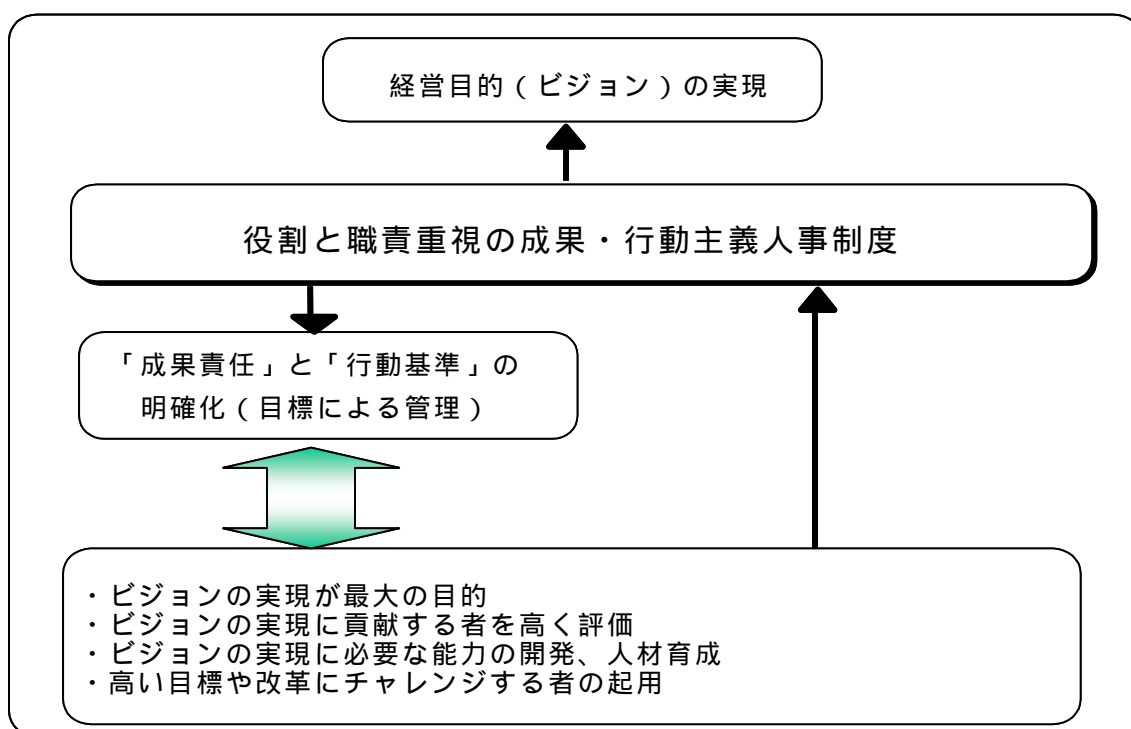 経営目的（ビジョン）の実現
役割と職責重視の成果・行動主義人事制度
「成果責任」と「行動基準」の
明確化（目標による管理）
・ビジョンの実現が最大の目的
・ビジョンの実現に貢献する者を高く評価
・ビジョンの実現に必要な能力の開発、人材育成
・高い目標や改革にチャレンジする者の起用